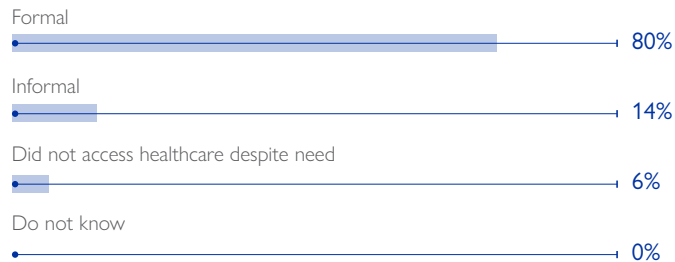 Formal
80%
Informal
14%
Did not access healthcare despite need
6%
Do not know
0%